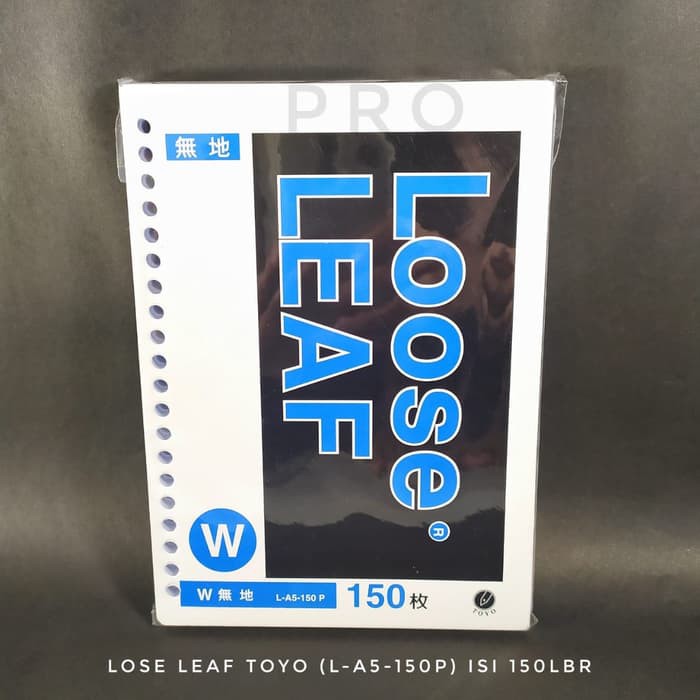 PRO
無地
Loose
LEAF
®
W
W 無地 L-A5-150 P
150枚
TOYO
LOSE LEAF TOYO (L-A5-150P) ISI 150LBR